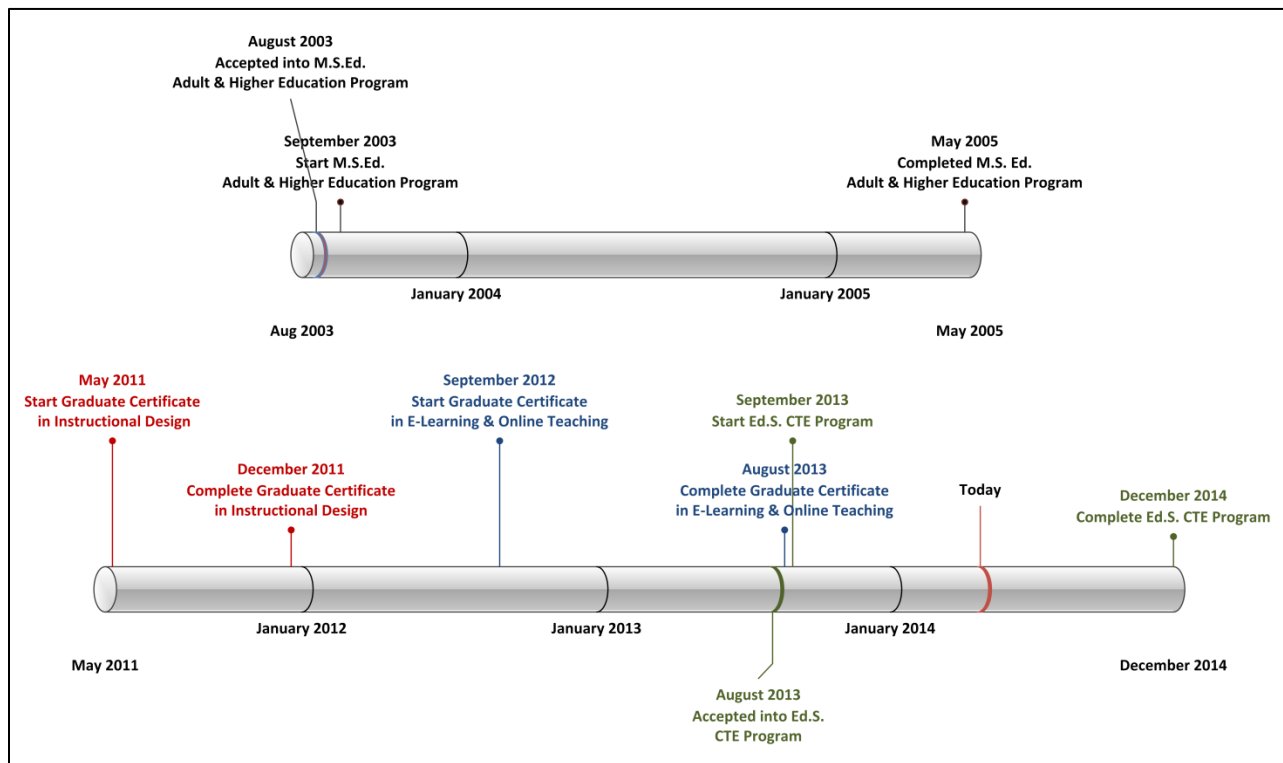 August 2003
Accepted into M.S.Ed.
Adult & Higher Education Program
September 2003
Start M.S.Ed.
Adult & Higher Education Program
May 2005
Completed M.S. Ed.
Adult & Higher Education Program
January 2004
January 2005
Aug 2003
May 2005
May 2011
Start Graduate Certificate
in Instructional Design
September 2012
Start Graduate Certificate
in E-Learning & Online Teaching
September 2013
Start Ed.S. CTE Program
December 2011
Complete Graduate Certificate
in Instructional Design
August 2013
Complete Graduate Certificate
in E-Learning & Online Teaching
Today
December 2014
Complete Ed.S. CTE Program
January 2012
January 2013
January 2014
May 2011
December 2014
August 2013
Accepted into Ed.S.
CTE Program